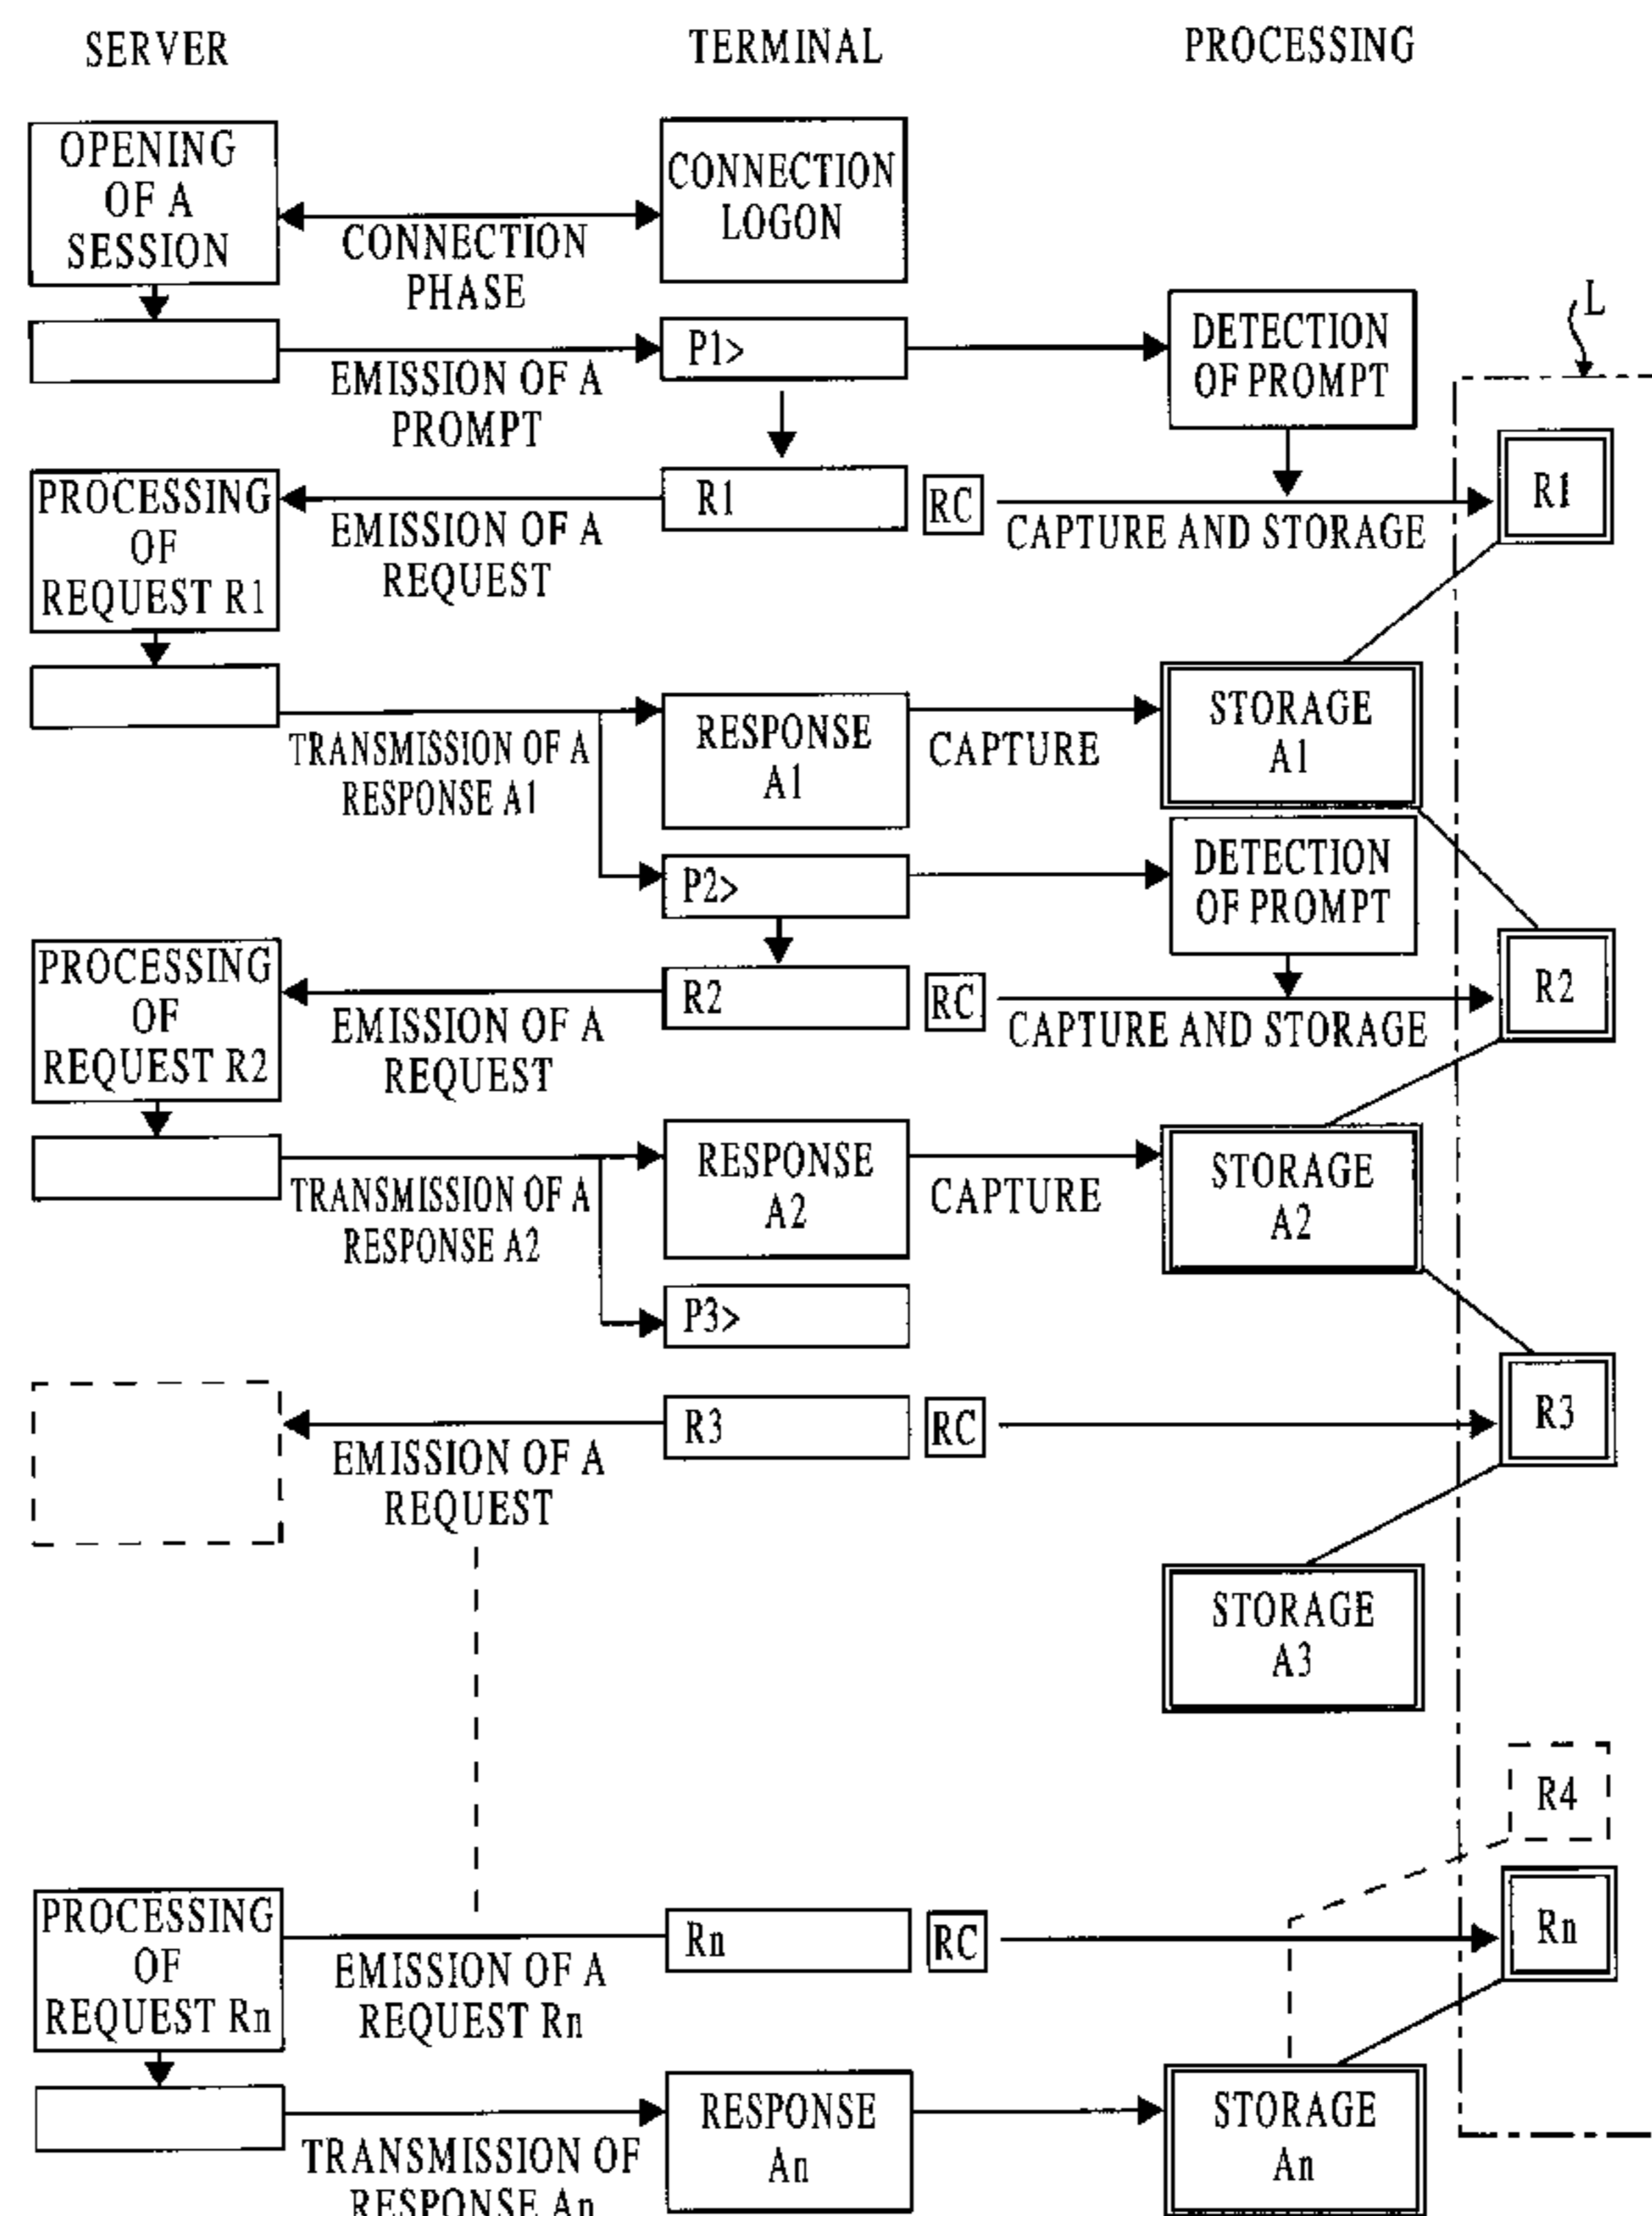 SERVER
TERMINAL
PROCESSING
OPENING
OF A
SESSION
CONNECTION
PHASE
CONNECTION
LOGON
EMISSION OF A
PROMPT
P1>
DETECTION
OF PROMPT
L
PROCESSING
OF
REQUEST R1
EMISSION OF A
REQUEST
R1
RC
CAPTURE AND STORAGE
R1
TRANSMISSION OF A
RESPONSE A1
RESPONSE
A1
CAPTURE
STORAGE
A1
P2>
DETECTION
OF PROMPT
PROCESSING
OF
REQUEST R2
EMISSION OF A
REQUEST
R2
RC
CAPTURE AND STORAGE
R2
TRANSMISSION OF A
RESPONSE A2
RESPONSE
A2
CAPTURE
STORAGE
A2
P3>
EMISSION OF A
REQUEST
R3
RC
R3
STORAGE
A3
R4
PROCESSING
OF
REQUEST Rn
EMISSION OF A
REQUEST Rn
Rn
RC
Rn
TRANSMISSION OF
RESPONSE An
RESPONSE
An
STORAGE
An